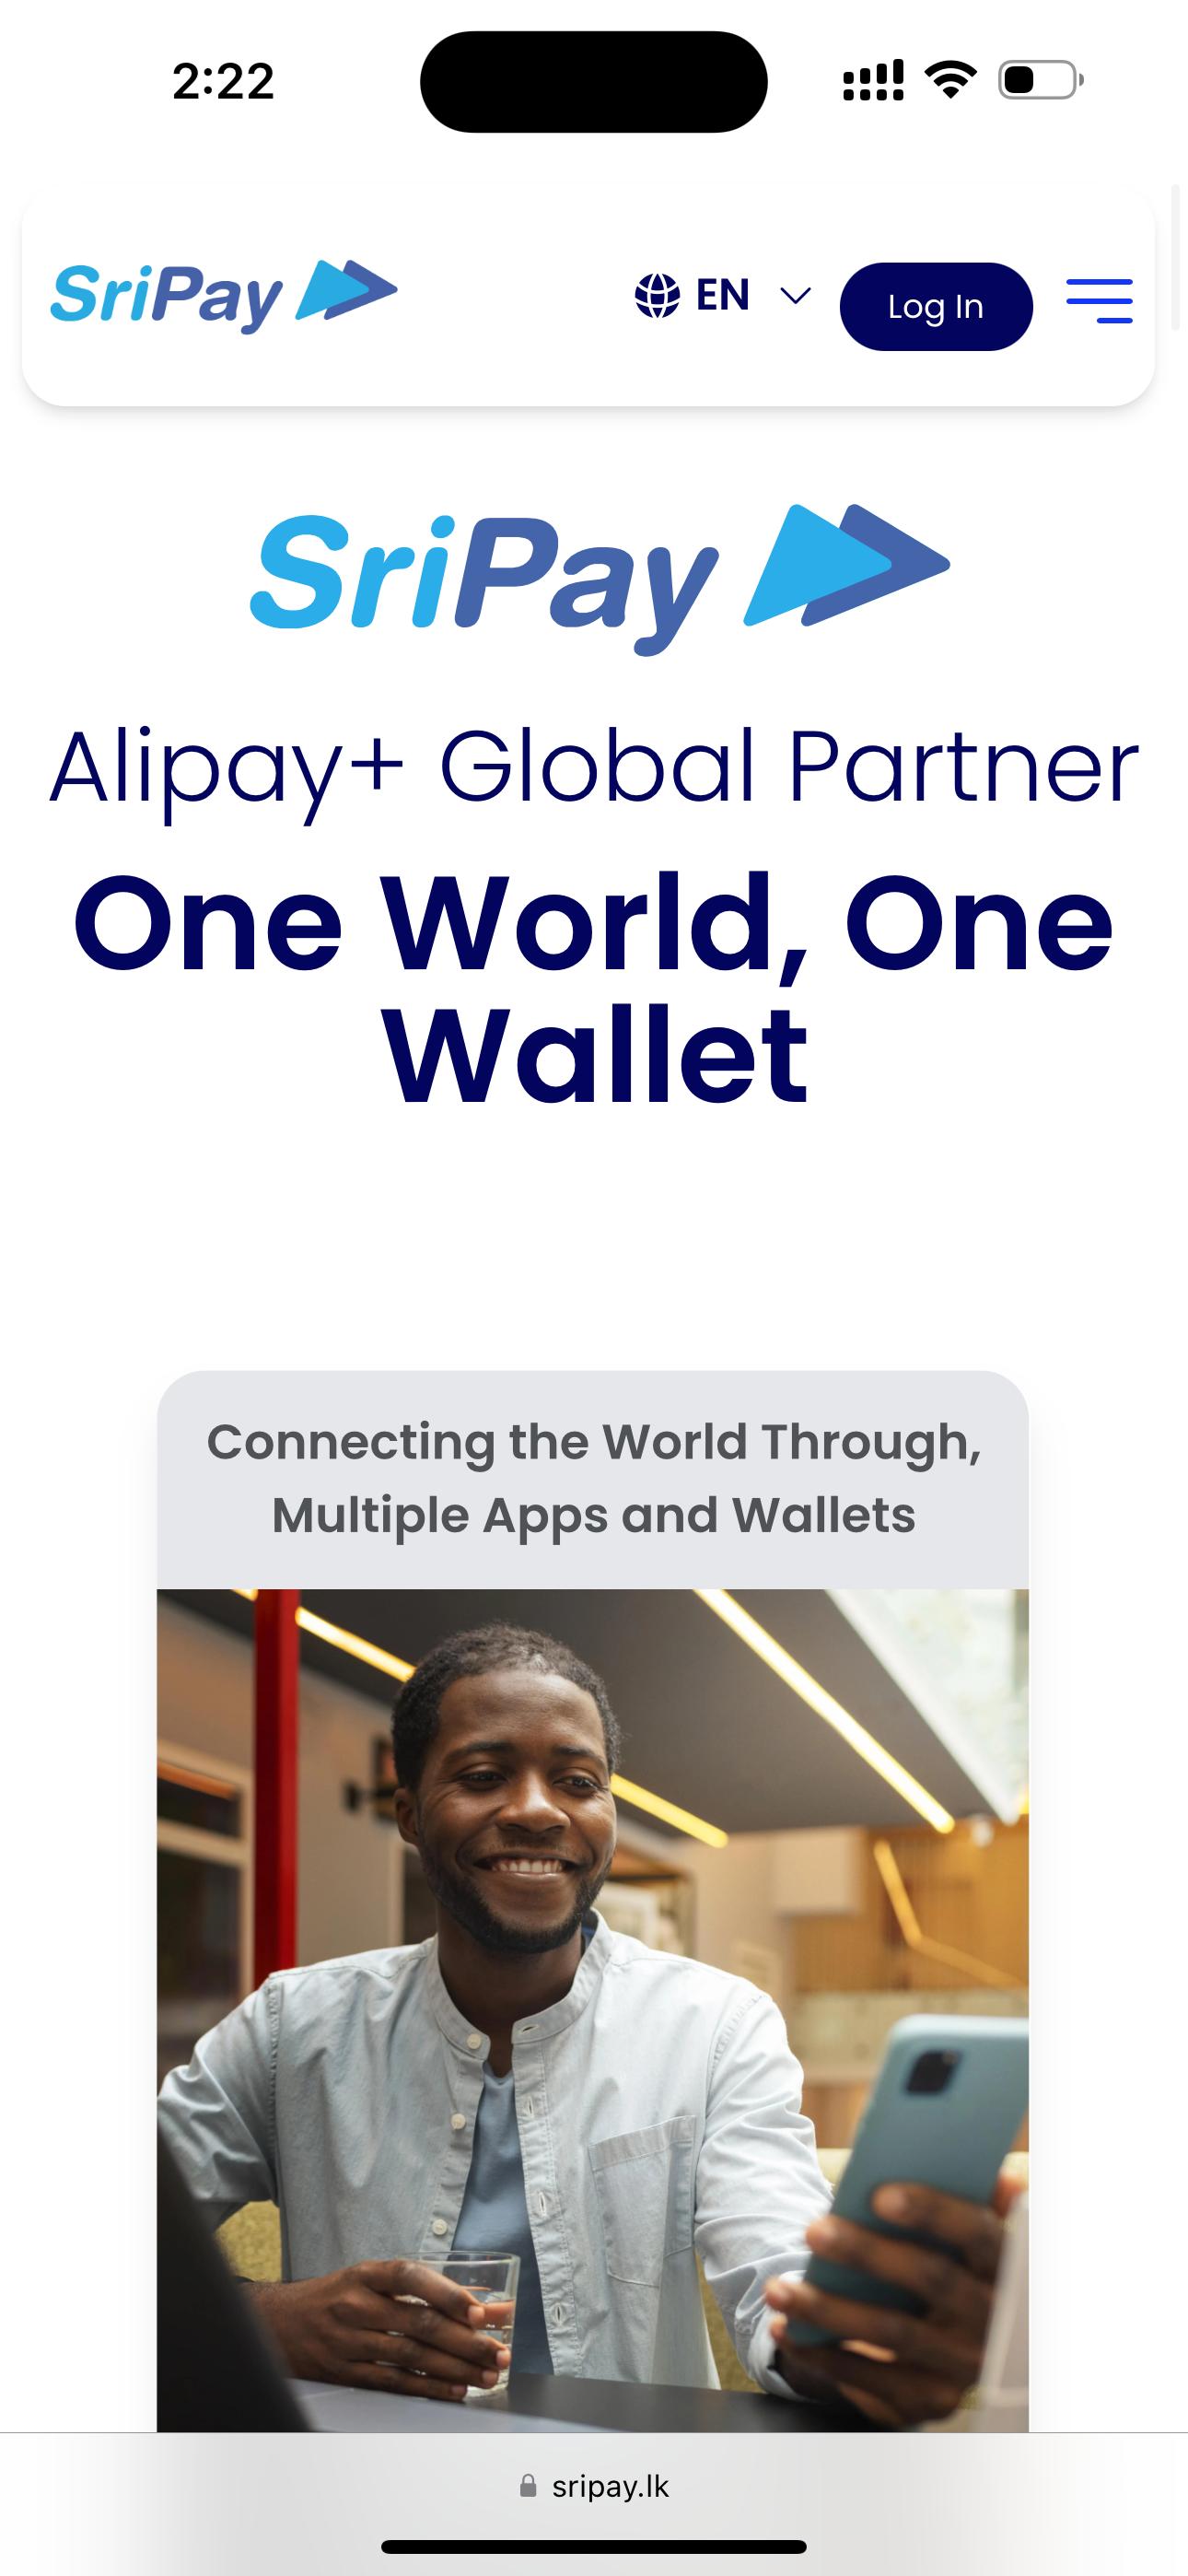 2:22
SriPay
EN
Log In
SriPay
Alipay+ Global Partner
One World, One
Wallet
Connecting the World Through,
Multiple Apps and Wallets
sripay.lk